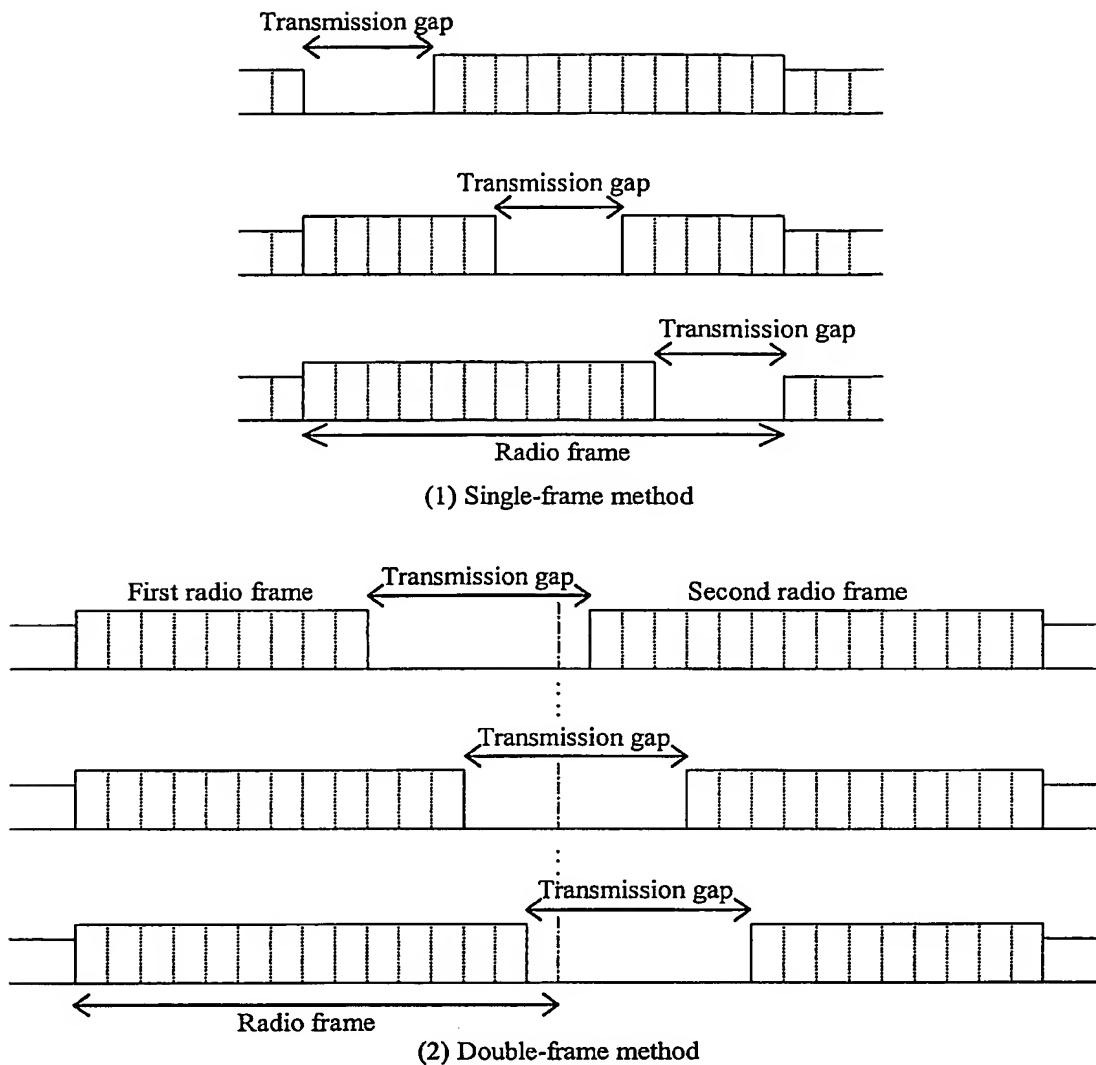 Transmission gap
Transmission gap
Transmission gap
Radio frame
(1) Single-frame method
First radio frame
Transmission gap
Second radio frame
Transmission gap
Transmission gap
Radio frame
(2) Double-frame method